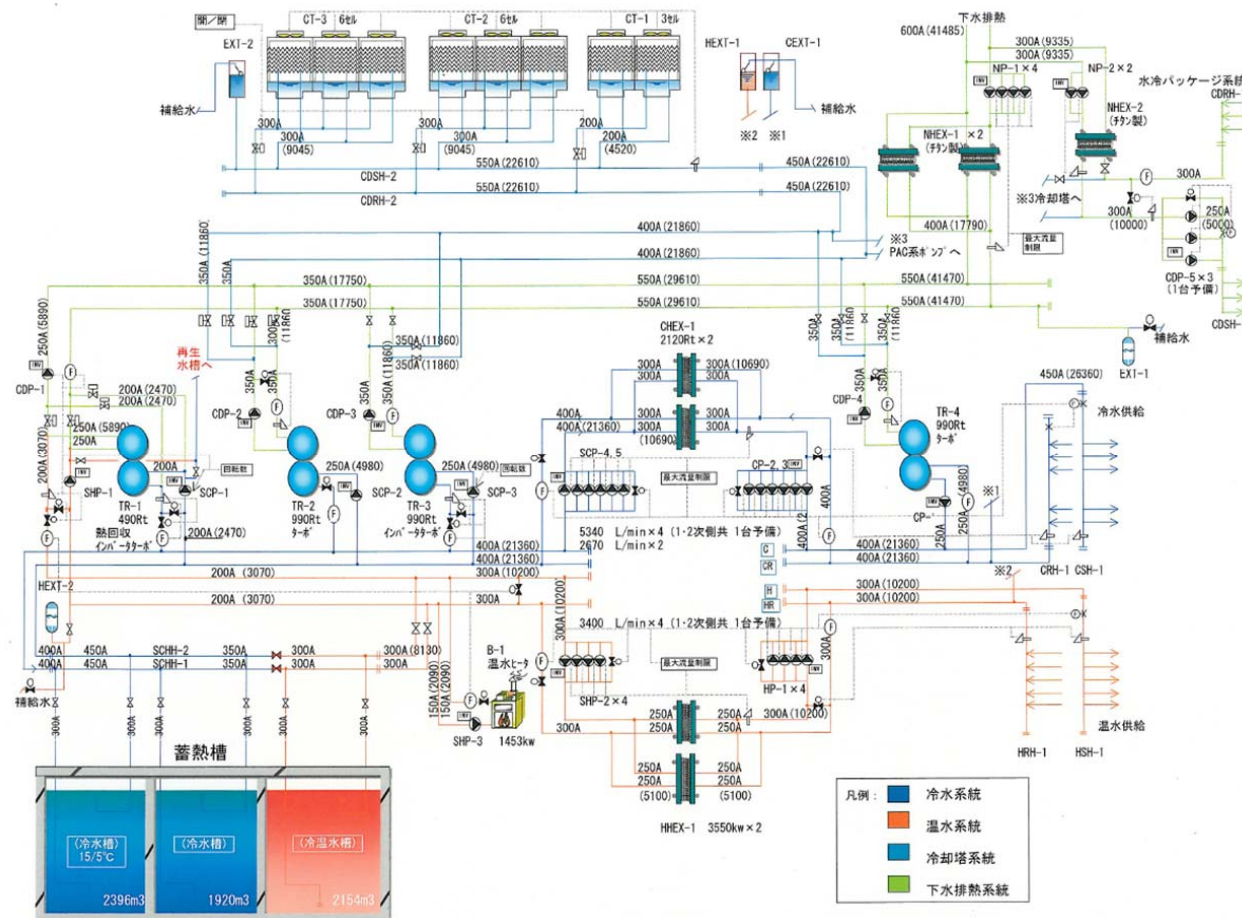 開/閉
CT-3 6セル
CT-2 6セル
CT-1 3セル
EXT-2
HEXT-1
CEXT-1
補給水
補給水
※2
※1
下水排熱
600A(41485)
300A(9335)
300A(9335)
NP-1×4
NP-2×2
水冷パッケージ系統
CDRH-1
NHEX-2
(チタン製)
NHEX-1 ×2
(チタン製)
300A
300A
(9045)
300A
300A
(9045)
200A
200A
(4520)
550A(22610)
450A(22610)
CDSH-2
550A(22610)
450A(22610)
CDRH-2
※3冷却塔へ
300A
300A
(10000)
250A
(5000)
CDP-5×3
(1台予備)
CDSH-
400A(17790)
最大流量
制限
400A(21860)
400A(21860)
※3
PAC系ポンプへ
350A(11860)
350A
350A(17750)
550A(29610)
550A(41470)
350A(17750)
550A(29610)
550A(41470)
補給水
EXT-1
250A(5890)
再生
水槽へ
CDP-1
200A(2470)
200A(2470)
250A(5890)
250A
200A(3070)
SHP-1
TR-1
490Rt
熱回収
インバータターボ
200A
回転数
SCP-1
200A(2470)
300A
(11860)
350A
350A
CDP-2
TR-2
990Rt
ターボ
250A(4980)
SCP-2
350A(11860)
350A(11860)
350A
350A(11860)
CDP-3
TR-3
990Rt
インバータターボ
250A(4980)
回転数
SCP-3
CHEX-1
2120Rt×2
300A
300A
300A(10690)
300A
400A
400A
(21360)
300A
(10690)
300A
300A
SCP-4,5
CP-2,3
最大流量制限
400A
5340 L/min×4 (1・2次側共 1台予備)
2670 L/min×2
350A
350A
(11860)
CDP-4
TR-4
990Rt
ターボ
250A(4980)
250A
450A(26360)
冷水供給
※1
400A(21360)
400A(21360)
C
CR
400A(21360)
400A(21360)
CRH-1
CSH-1
200A (3070)
300A(10200)
200A (3070)
300A
H
HR
300A(10200)
300A(10200)
※2
HEXT-2
400A
450A
SCHH-2
350A
300A
300A(8130)
400A
450A
SCHH-1
350A
300A
300A
補給水
300A
300A
300A
300A
300A
300A
150A(2090)
150A(2090)
B-1
温水ヒータ
SHP-3
1453kw
300A(10200)
3400 L/min×4 (1・2次側共 1台予備)
300A
最大流量制限
SHP-2×4
HP-1×4
300A
250A
250A
250A
250A
300A(10200)
250A
250A
(5100)
250A
250A
(5100)
HHEX-1 3550kw×2
温水供給
HRH-1
HSH-1
蓄熱槽
(冷水槽)
15/5℃
2396m3
(冷水槽)
1920m3
(冷温水槽)
2154m3
凡例:
冷水系統
温水系統
冷却塔系統
下水排熱系統